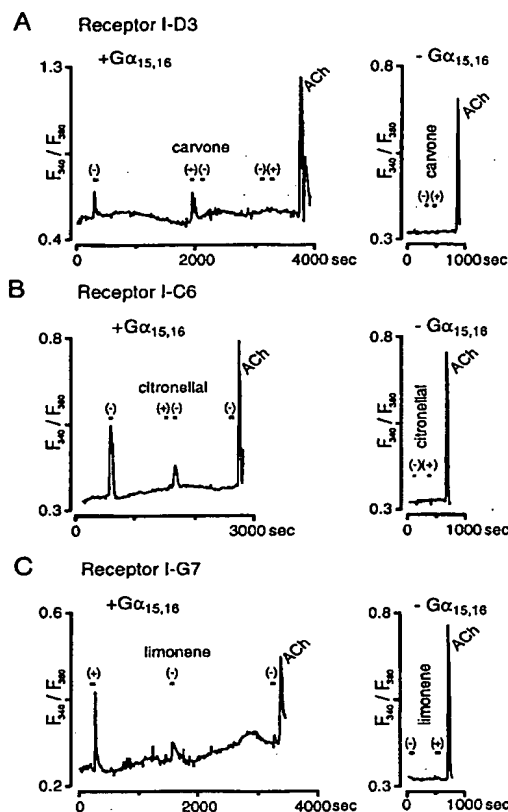 A Receptor I-D3
+Gα15,16
- Gα15,16
1.3
0.8
ACh
ACh
carvone
carvone
F340 / F380
F340 / F380
(-) (+)(-) (-)(+)
(-)(+)
0.4
0.3
0 2000 4000 sec
0 1000 sec
B Receptor I-C6
+Gα15,16
- Gα15,16
0.8
0.8
ACh
ACh
citronellal
citronellal
F340 / F380
F340 / F380
(-) (+)(-) (-)
(-)(+)
0.3
0.3
0 3000 sec
0 1000 sec
C Receptor I-G7
+Gα15,16
- Gα15,16
0.6
0.8
ACh
ACh
limonene
limonene
F340 / F380
F340 / F380
(+) (-) (-)
(-) (+)
0.2
0.3
0 2000 4000 sec
0 1000 sec